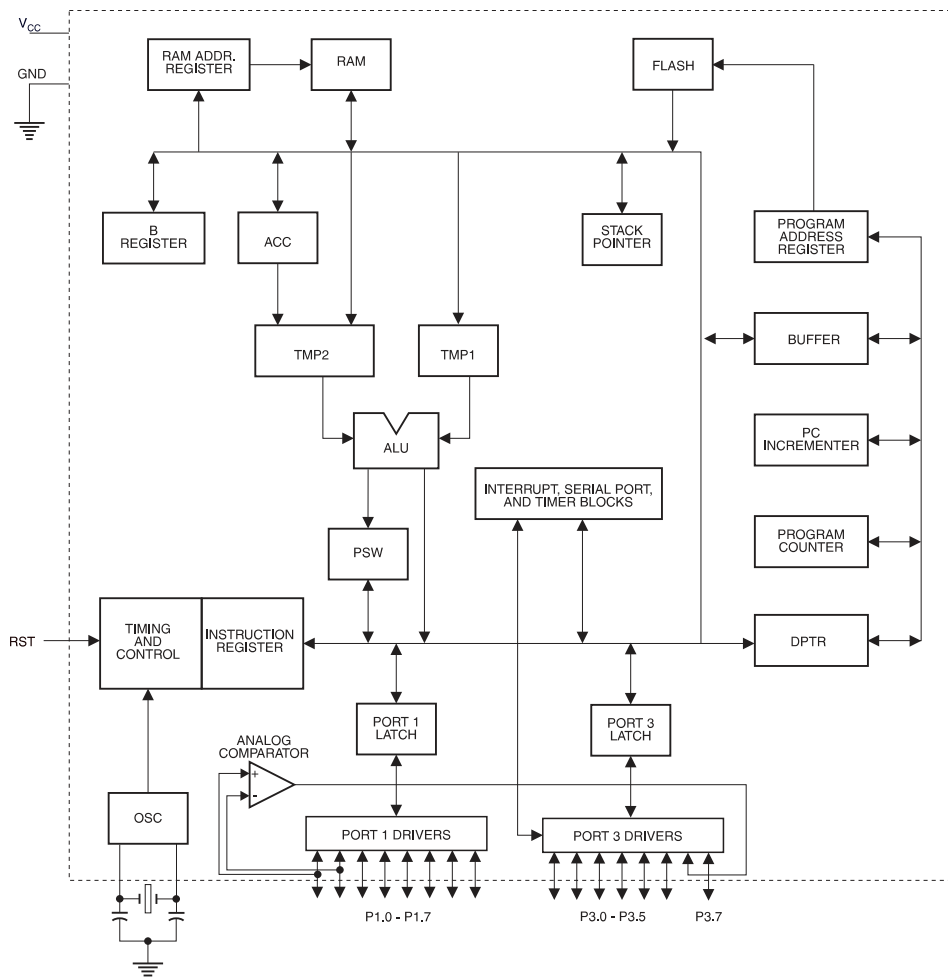 VCC
GND
RAM ADDR.
REGISTER
RAM
FLASH
B
REGISTER
ACC
STACK
POINTER
PROGRAM
ADDRESS
REGISTER
TMP2
TMP1
BUFFER
ALU
PC
INCREMENTER
INTERRUPT, SERIAL PORT,
AND TIMER BLOCKS
PSW
PROGRAM
COUNTER
RST
TIMING
AND
CONTROL
INSTRUCTION
REGISTER
DPTR
PORT 1
LATCH
PORT 3
LATCH
ANALOG
COMPARATOR
+
-
OSC
PORT 1 DRIVERS
PORT 3 DRIVERS
P1.0 - P1.7
P3.0 - P3.5
P3.7